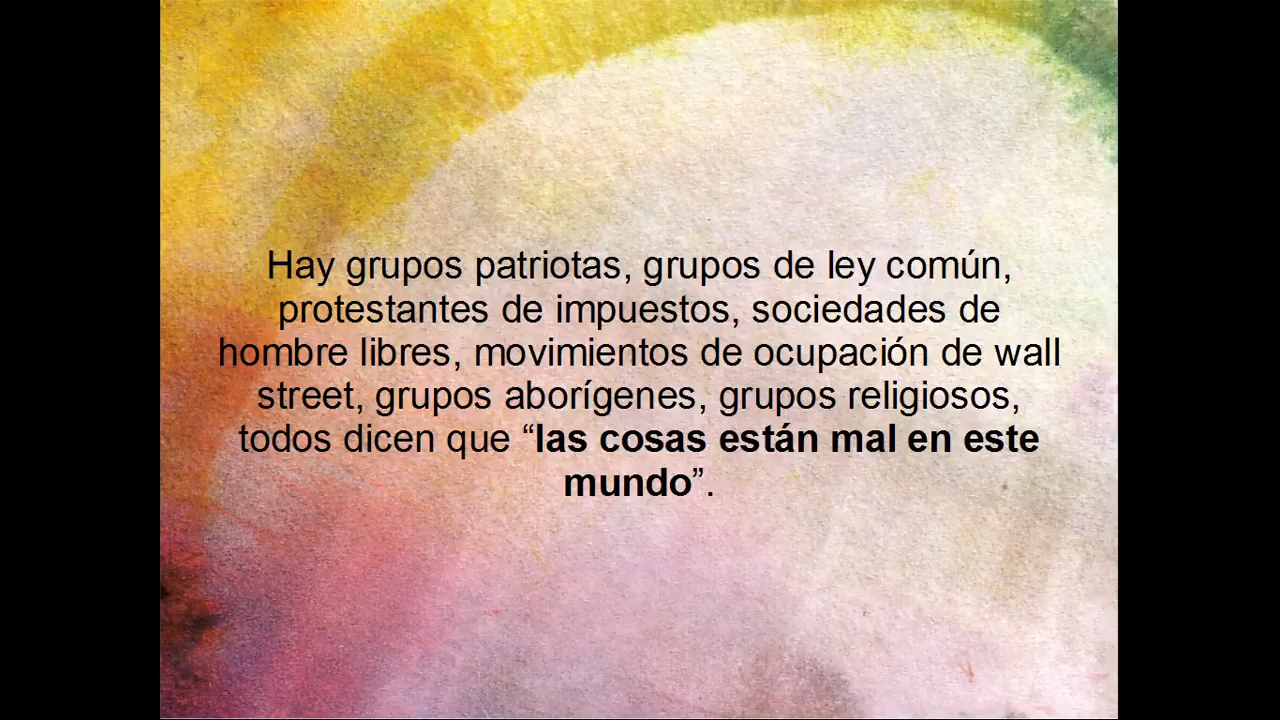 Hay grupos patriotas, grupos de ley común,
protestantes de impuestos, sociedades de
hombre libres, movimientos de ocupación de wall
street, grupos aborígenes, grupos religiosos,
todos dicen que “las cosas están mal en este
mundo”.